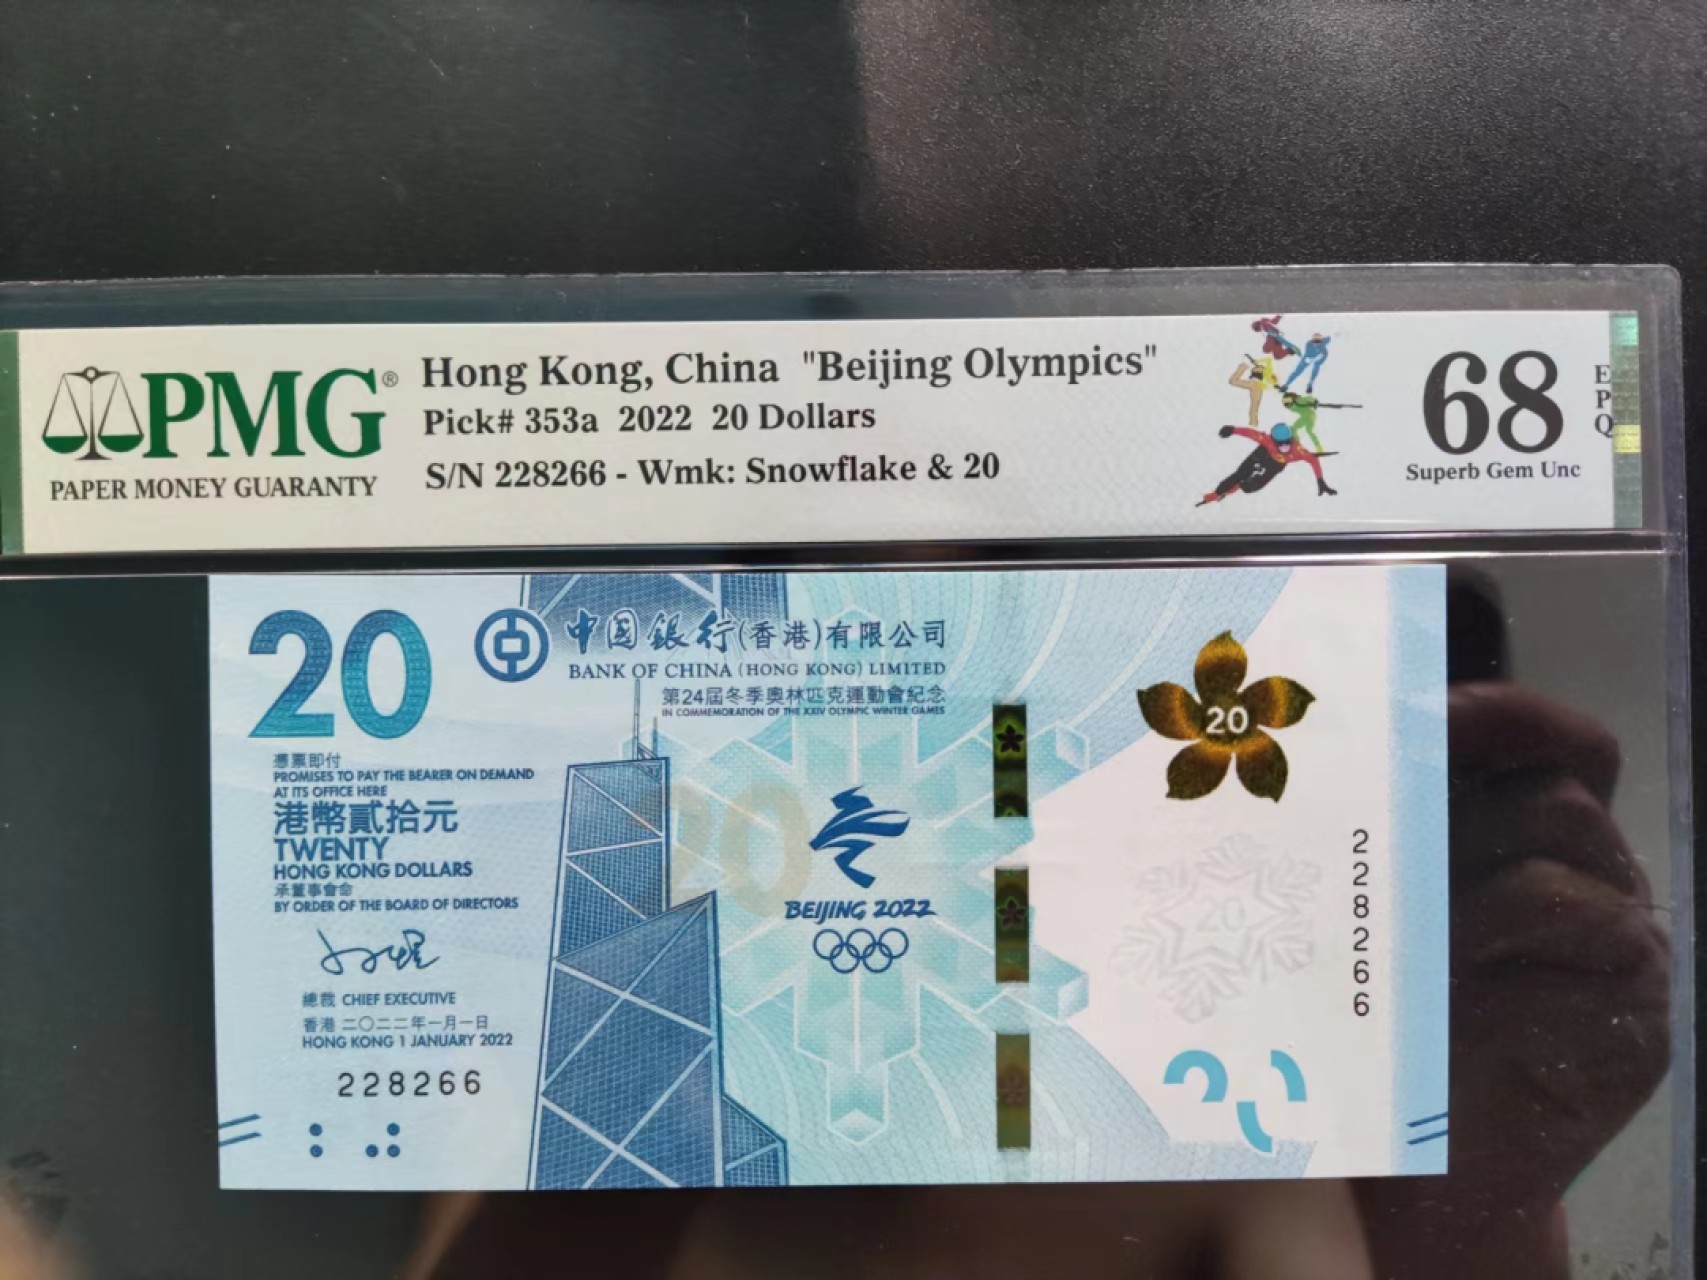 PMG®
PAPER MONEY GUARANTY
Hong Kong, China "Beijing Olympics"
Pick# 353a 2022 20 Dollars
S/N 228266 - Wmk: Snowflake & 20
68
EPQ
Superb Gem Unc
20
中国銀行(香港)有限公司
BANK OF CHINA (HONG KONG) LIMITED
第24屆冬季奧林匹克運動會紀念
IN COMMEMORATION OF THE XXIV OLYMPIC WINTER GAMES
憑票即付
PROMISES TO PAY THE BEARER ON DEMAND
AT ITS OFFICE HERE
港幣貳拾元
TWENTY
HONG KONG DOLLARS
承董事會命
BY ORDER OF THE BOARD OF DIRECTORS
總裁 CHIEF EXECUTIVE
香港 二〇二二年一月一日
HONG KONG 1 JANUARY 2022
228266
20
BEIJING 2022
20
20
228266
20